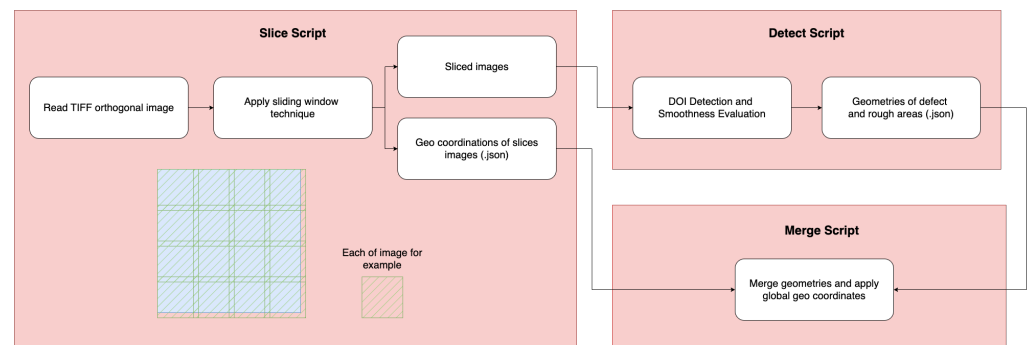 Slice Script
Read TIFF orthogonal image
Apply sliding window
technique
Sliced images
Geo coordinations of slices
images (.json)
Each of image for
example
Detect Script
DOI Detection and
Smoothness Evaluation
Geometries of defect
and rough areas (.json)
Merge Script
Merge geometries and apply
global geo coordinates